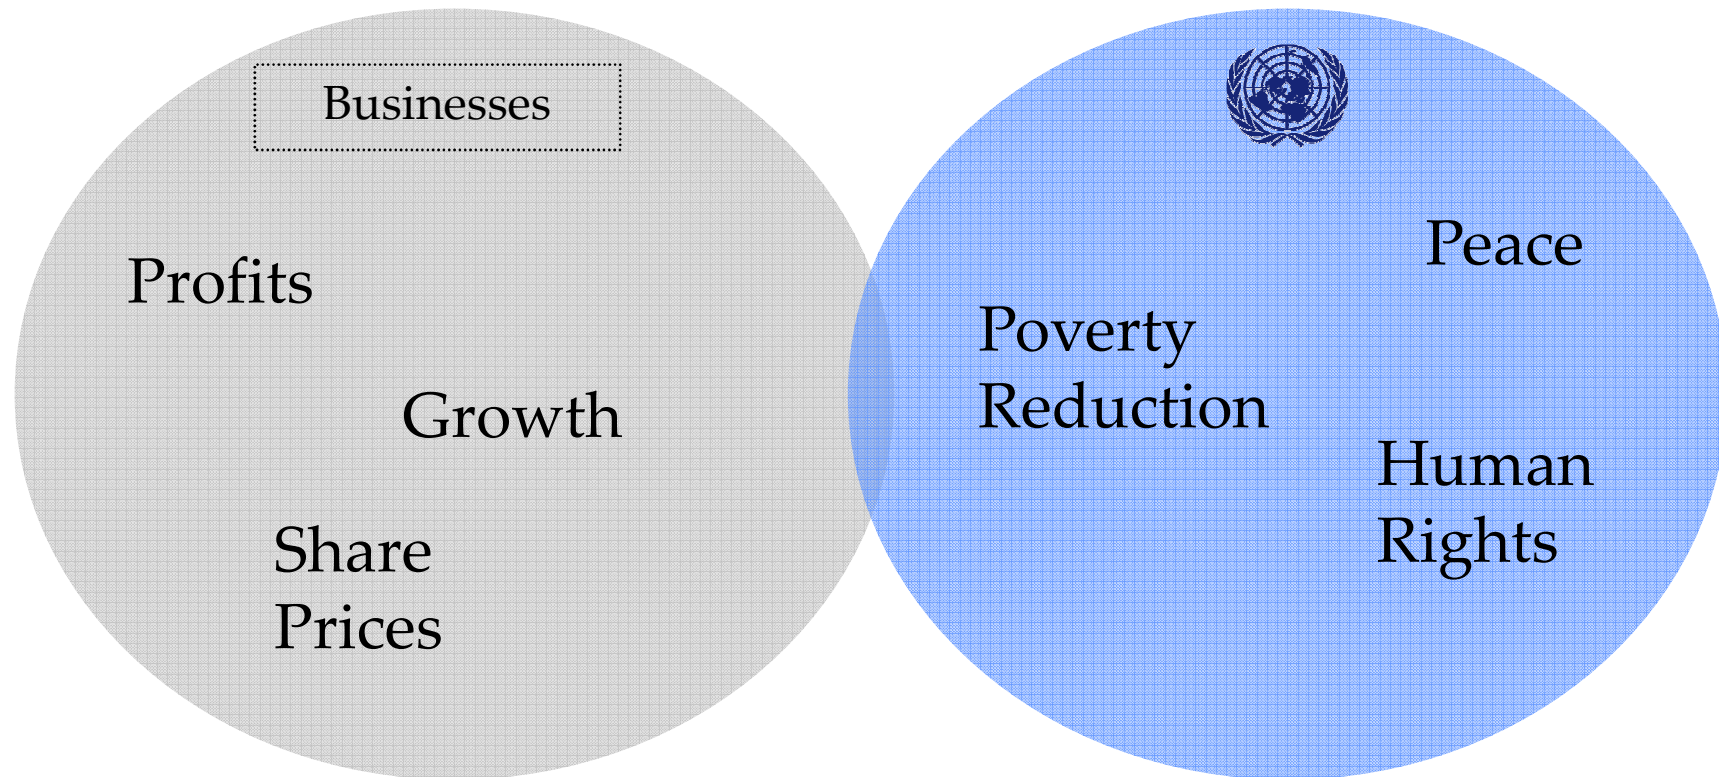 Businesses
Profits
Growth
Share
Prices
Peace
Poverty
Reduction
Human
Rights